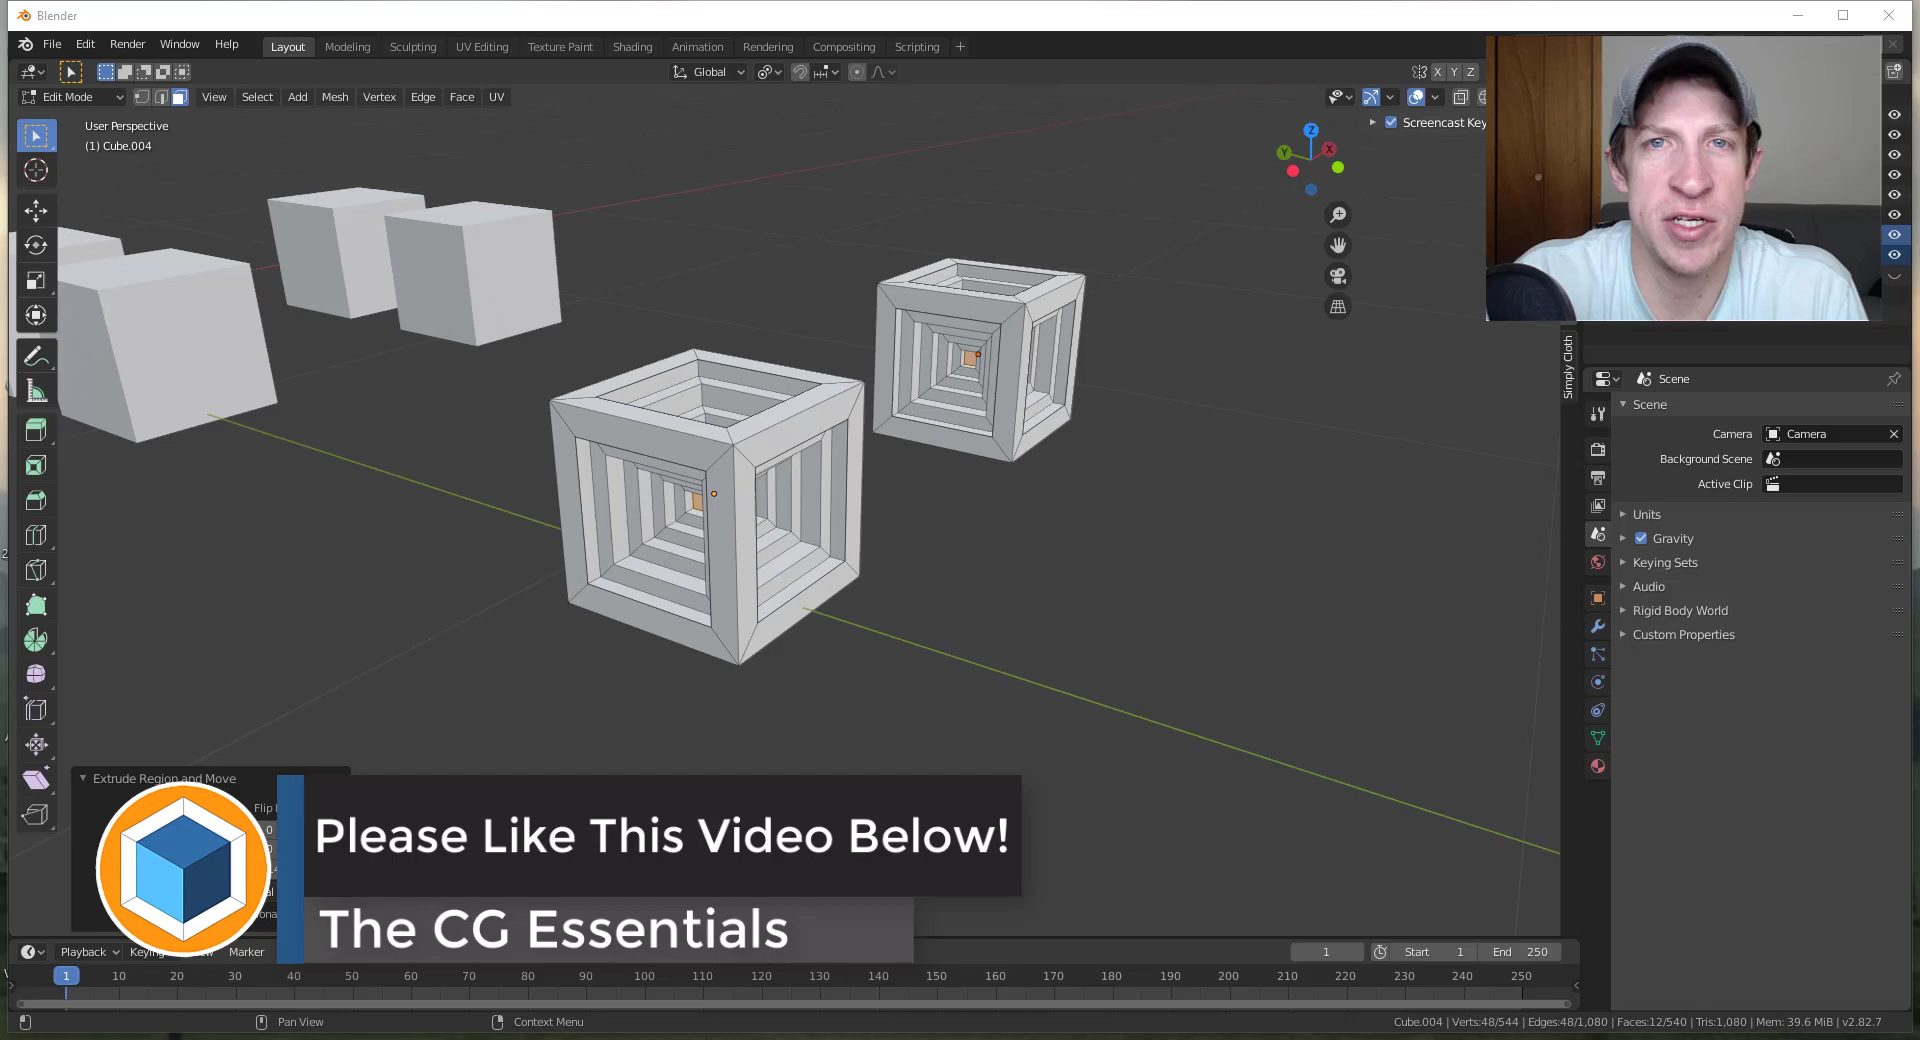 Blender
File Edit Render Window Help
Layout Modeling Sculpting UV Editing Texture Paint Shading Animation Rendering Compositing Scripting +
Global X Y Z
Edit Mode View Select Add Mesh Vertex Edge Face UV
Screencast Key
User Perspective
(1) Cube.004
Z
Y X
Simply Cloth
Scene
Scene
Camera Camera
Background Scene
Active Clip
Units
Gravity
Keying Sets
Audio
Rigid Body World
Custom Properties
Extrude Region and Move
Flip
0
Please Like This Video Below!
The CG Essentials
Playback Keying Marker 1 Start 1 End 250
1 10 20 30 40 50 60 70 80 90 100 110 120 130 140 150 160 170 180 190 200 210 220 230 240 250
Pan View Context Menu Cube.004 | Verts:48/544 | Edges:48/1,080 | Faces:12/540 | Tris:1,080 | Mem: 39.6 MiB | v2.82.7